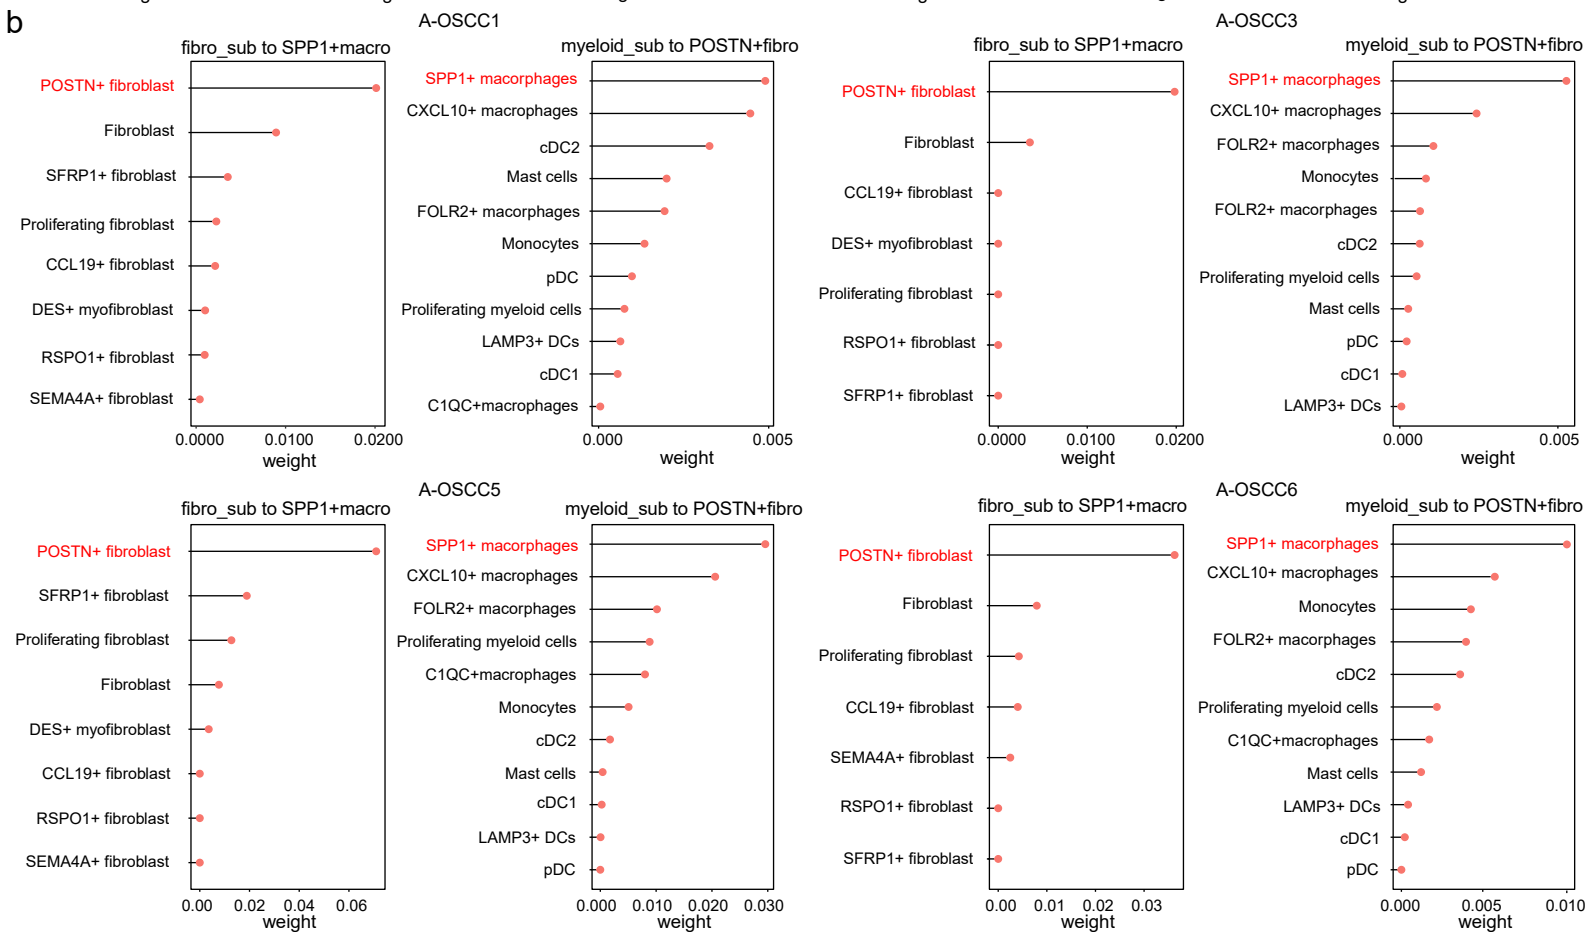 b
A-OSCC1
fibro_sub to SPP1+macro
POSTN+ fibroblast
Fibroblast
SFRP1+ fibroblast
Proliferating fibroblast
CCL19+ fibroblast
DES+ myofibroblast
RSPO1+ fibroblast
SEMA4A+ fibroblast
0.0000 0.0100 0.0200
weight
myeloid_sub to POSTN+fibro
SPP1+ macorphages
CXCL10+ macrophages
cDC2
Mast cells
FOLR2+ macorphages
Monocytes
pDC
Proliferating myeloid cells
LAMP3+ DCs
cDC1
C1QC+macrophages
0.000 0.005
weight
A-OSCC3
fibro_sub to SPP1+macro
POSTN+ fibroblast
Fibroblast
CCL19+ fibroblast
DES+ myofibroblast
Proliferating fibroblast
RSPO1+ fibroblast
SFRP1+ fibroblast
0.0000 0.0100 0.0200
weight
myeloid_sub to POSTN+fibro
SPP1+ macorphages
CXCL10+ macrophages
FOLR2+ macorphages
Monocytes
FOLR2+ macorphages
cDC2
Proliferating myeloid cells
Mast cells
pDC
cDC1
LAMP3+ DCs
0.000 0.005
weight
A-OSCC5
fibro_sub to SPP1+macro
POSTN+ fibroblast
SFRP1+ fibroblast
Proliferating fibroblast
Fibroblast
DES+ myofibroblast
CCL19+ fibroblast
RSPO1+ fibroblast
SEMA4A+ fibroblast
0.00 0.02 0.04 0.06
weight
myeloid_sub to POSTN+fibro
SPP1+ macorphages
CXCL10+ macrophages
FOLR2+ macorphages
Proliferating myeloid cells
C1QC+macrophages
Monocytes
cDC2
Mast cells
cDC1
LAMP3+ DCs
pDC
0.000 0.010 0.020 0.030
weight
A-OSCC6
fibro_sub to SPP1+macro
POSTN+ fibroblast
Fibroblast
Proliferating fibroblast
CCL19+ fibroblast
SEMA4A+ fibroblast
RSPO1+ fibroblast
SFRP1+ fibroblast
0.00 0.01 0.02 0.03
weight
myeloid_sub to POSTN+fibro
SPP1+ macorphages
CXCL10+ macrophages
Monocytes
FOLR2+ macorphages
cDC2
Proliferating myeloid cells
C1QC+macrophages
Mast cells
LAMP3+ DCs
cDC1
pDC
0.000 0.005 0.010
weight